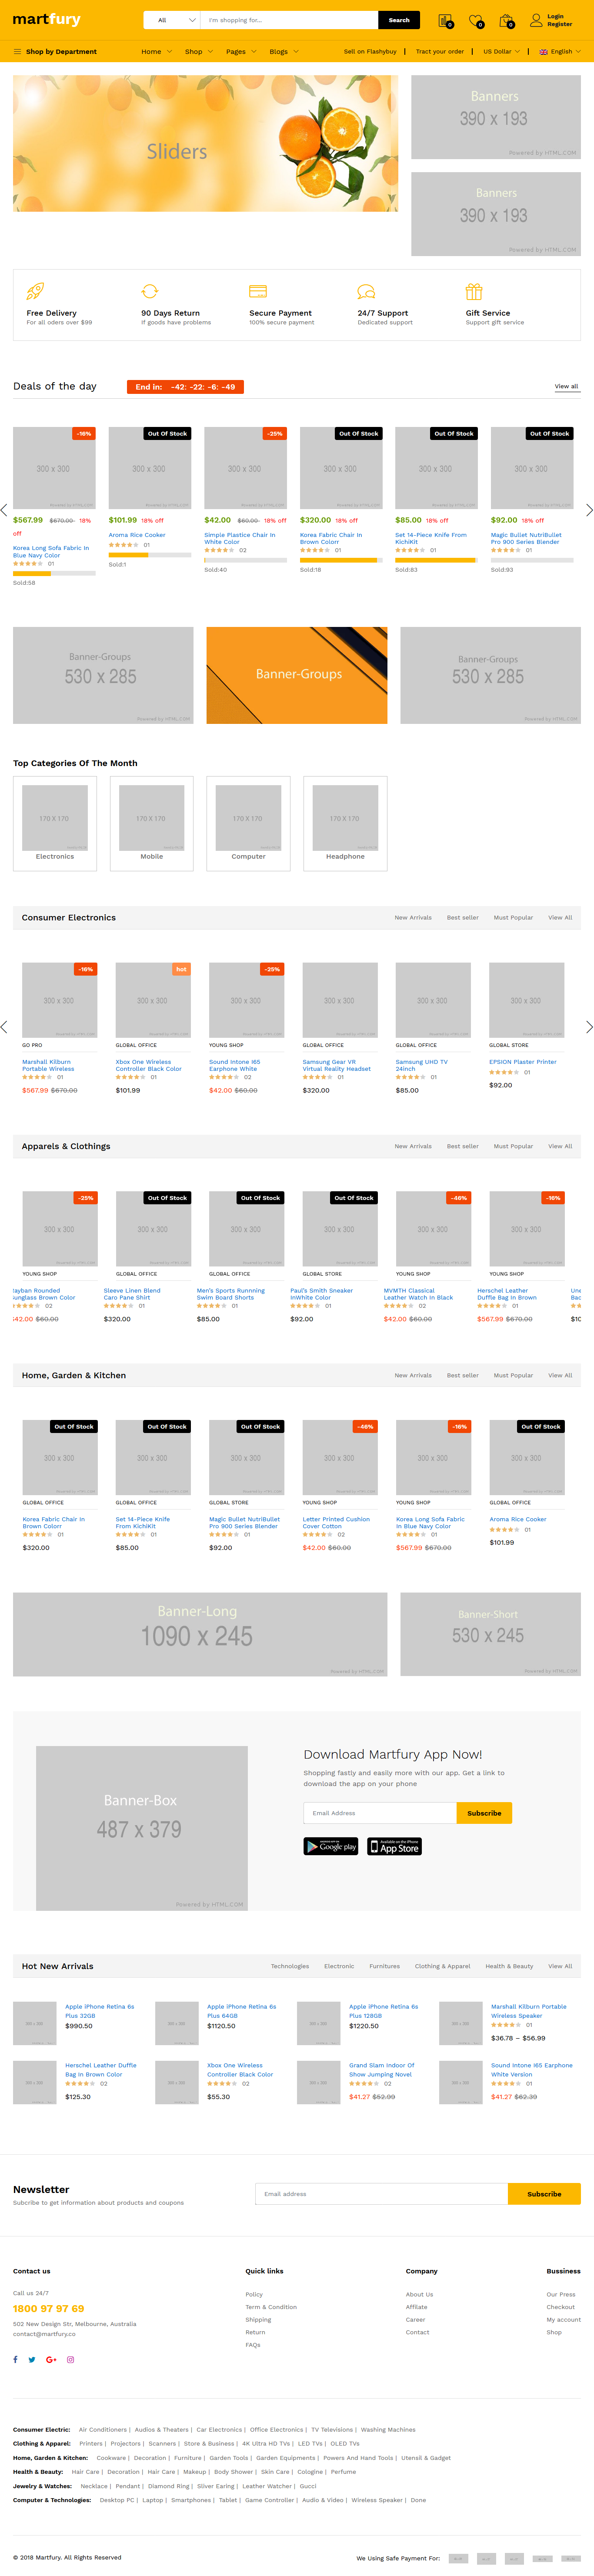 martfury
All I'm shopping for... Search 0 0 0 Login
Register
Shop by Department Home Shop Pages Blogs Sell on Flashybuy Tract your order US Dollar English
Sliders
Banners
390 x 193
Powered by HTML.COM
Banners
390 x 193
Powered by HTML.COM
Free Delivery 90 Days Return Secure Payment 24/7 Support Gift Service
For all oders over $99 If goods have problems 100% secure payment Dedicated support Support gift service
Deals of the day End in: -42: -22: -6: -49 View all
-16% Out Of Stock -25% Out Of Stock Out Of Stock Out Of Stock
300 x 300 300 x 300 300 x 300 300 x 300 300 x 300 300 x 300
$567.99 $670.00 18% off
Korea Long Sofa Fabric In
Blue Navy Color
01
Sold:58
$101.99 18% off
Aroma Rice Cooker
01
Sold:1
$42.00 $60.00 18% off
Simple Plastice Chair In
White Color
02
Sold:40
$320.00 18% off
Korea Fabric Chair In
Brown Colorr
01
Sold:18
$85.00 18% off
Set 14-Piece Knife From
KichiKit
01
Sold:83
$92.00 18% off
Magic Bullet NutriBullet
Pro 900 Series Blender
01
Sold:93
Banner-Groups
530 x 285
Powered by HTML.COM
Banner-Groups
Banner-Groups
530 x 285
Powered by HTML.COM
Top Categories Of The Month
170 X 170 170 X 170 170 X 170 170 X 170
Electronics Mobile Computer Headphone
Consumer Electronics New Arrivals Best seller Must Popular View All
-16% hot -25%
300 x 300 300 x 300 300 x 300 300 x 300 300 x 300 300 x 300
GO PRO
Marshall Kilburn
Portable Wireless
01
$567.99 $670.00
GLOBAL OFFICE
Xbox One Wireless
Controller Black Color
01
$101.99
YOUNG SHOP
Sound Intone I65
Earphone White
02
$42.00 $60.00
GLOBAL OFFICE
Samsung Gear VR
Virtual Reality Headset
01
$320.00
GLOBAL OFFICE
Samsung UHD TV
24inch
01
$85.00
GLOBAL STORE
EPSION Plaster Printer
01
$92.00
Apparels & Clothings New Arrivals Best seller Must Popular View All
-25% Out Of Stock Out Of Stock Out Of Stock -46% -16%
300 x 300 300 x 300 300 x 300 300 x 300 300 x 300 300 x 300
YOUNG SHOP GLOBAL OFFICE GLOBAL OFFICE GLOBAL STORE YOUNG SHOP YOUNG SHOP
ayban Rounded
unglass Brown Color
02
42.00 $60.00
Sleeve Linen Blend
Caro Pane Shirt
01
$320.00
Men's Sports Runnning
Swim Board Shorts
01
$85.00
Paul's Smith Sneaker
InWhite Color
01
$92.00
MVMTH Classical
Leather Watch In Black
02
$42.00 $60.00
Herschel Leather
Duffle Bag In Brown
01
$567.99 $670.00
Une
Bac
$10
Home, Garden & Kitchen New Arrivals Best seller Must Popular View All
Out Of Stock Out Of Stock Out Of Stock -46% -16% Out Of Stock
300 x 300 300 x 300 300 x 300 300 x 300 300 x 300 300 x 300
GLOBAL OFFICE
Korea Fabric Chair In
Brown Colorr
01
$320.00
GLOBAL OFFICE
Set 14-Piece Knife
From KichiKit
01
$85.00
GLOBAL STORE
Magic Bullet NutriBullet
Pro 900 Series Blender
01
$92.00
YOUNG SHOP
Letter Printed Cushion
Cover Cotton
02
$42.00 $60.00
YOUNG SHOP
Korea Long Sofa Fabric
In Blue Navy Color
01
$567.99 $670.00
GLOBAL OFFICE
Aroma Rice Cooker
01
$101.99
Banner-Long
1090 x 245
Powered by HTML.COM
Banner-Short
530 x 245
Powered by HTML.COM
Banner-Box
487 x 379
Powered by HTML.COM
Download Martfury App Now!
Shopping fastly and easily more with our app. Get a link to
download the app on your phone
Email Address Subscribe
Google play App Store
Hot New Arrivals Technologies Electronic Furnitures Clothing & Apparel Health & Beauty View All
Apple iPhone Retina 6s
Plus 32GB
$990.50
Apple iPhone Retina 6s
Plus 64GB
$1120.50
Apple iPhone Retina 6s
Plus 128GB
$1220.50
Marshall Kilburn Portable
Wireless Speaker
01
$36.78 – $56.99
Herschel Leather Duffle
Bag In Brown Color
02
$125.30
Xbox One Wireless
Controller Black Color
02
$55.30
Grand Slam Indoor Of
Show Jumping Novel
02
$41.27 $52.99
Sound Intone I65 Earphone
White Version
01
$41.27 $62.39
Newsletter
Subcribe to get information about products and coupons
Email address Subscribe
Contact us
Call us 24/7
1800 97 97 69
502 New Design Str, Melbourne, Australia
contact@martfury.co
Quick links
Policy
Term & Condition
Shipping
Return
FAQs
Company
About Us
Affilate
Career
Contact
Bussiness
Our Press
Checkout
My account
Shop
Consumer Electric: Air Conditioners | Audios & Theaters | Car Electronics | Office Electronics | TV Televisions | Washing Machines
Clothing & Apparel: Printers | Projectors | Scanners | Store & Business | 4K Ultra HD TVs | LED TVs | OLED TVs
Home, Garden & Kitchen: Cookware | Decoration | Furniture | Garden Tools | Garden Equipments | Powers And Hand Tools | Utensil & Gadget
Health & Beauty: Hair Care | Decoration | Hair Care | Makeup | Body Shower | Skin Care | Cologine | Perfume
Jewelry & Watches: Necklace | Pendant | Diamond Ring | Sliver Earing | Leather Watcher | Gucci
Computer & Technologies: Desktop PC | Laptop | Smartphones | Tablet | Game Controller | Audio & Video | Wireless Speaker | Done
© 2018 Martfury. All Rights Reserved We Using Safe Payment For: